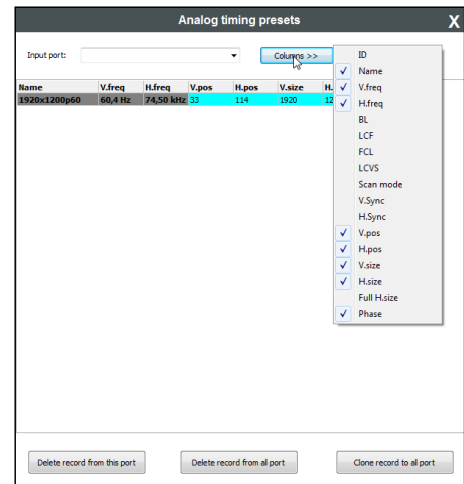 Analog timing presets X
Input port: Columns >>
Name V.freq H.freq V.pos H.pos V.size H.
1920x1200p60 60,4 Hz 74,50 kHz 33 114 1920 12
ID
Name
V.freq
H.freq
BL
LCF
FCL
LCVS
Scan mode
V.Sync
H.Sync
V.pos
H.pos
V.size
H.size
Full H.size
Phase
Delete record from this port Delete record from all port Clone record to all port